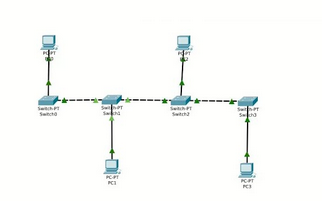 PC-PT
PC-PT
Switch-PT
Switch0
Switch-PT
Switch1
Switch-PT
Switch2
Switch-PT
Switch3
PC-PT
PC1
PC-PT
PC3